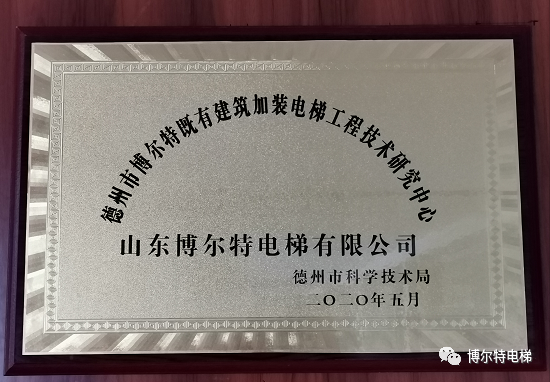 德州市博尔特既有建筑加装电梯工程技术研究中心
山东博尔特电梯有限公司
德州市科学技术局
二〇二〇年五月
博尔特电梯